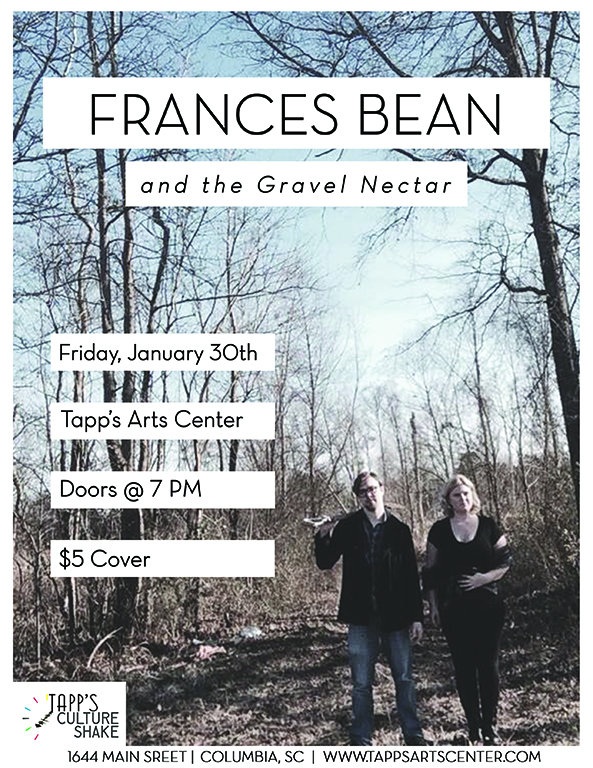 FRANCES BEAN
and the Gravel Nectar
Friday, January 30th
Tapp's Arts Center
Doors @ 7 PM
$5 Cover
TAPP'S
CULTURE
SHAKE
1644 MAIN SREET | COLUMBIA, SC | WWW.TAPPSARTSCENTER.COM